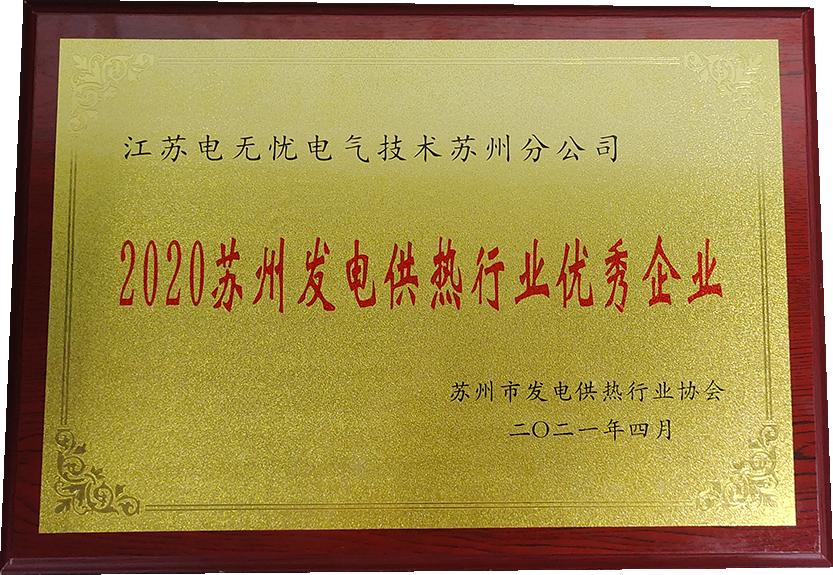 江苏电无忧电气技术苏州分公司
2020苏州发电供热行业优秀企业
苏州市发电供热行业协会
二〇二一年四月